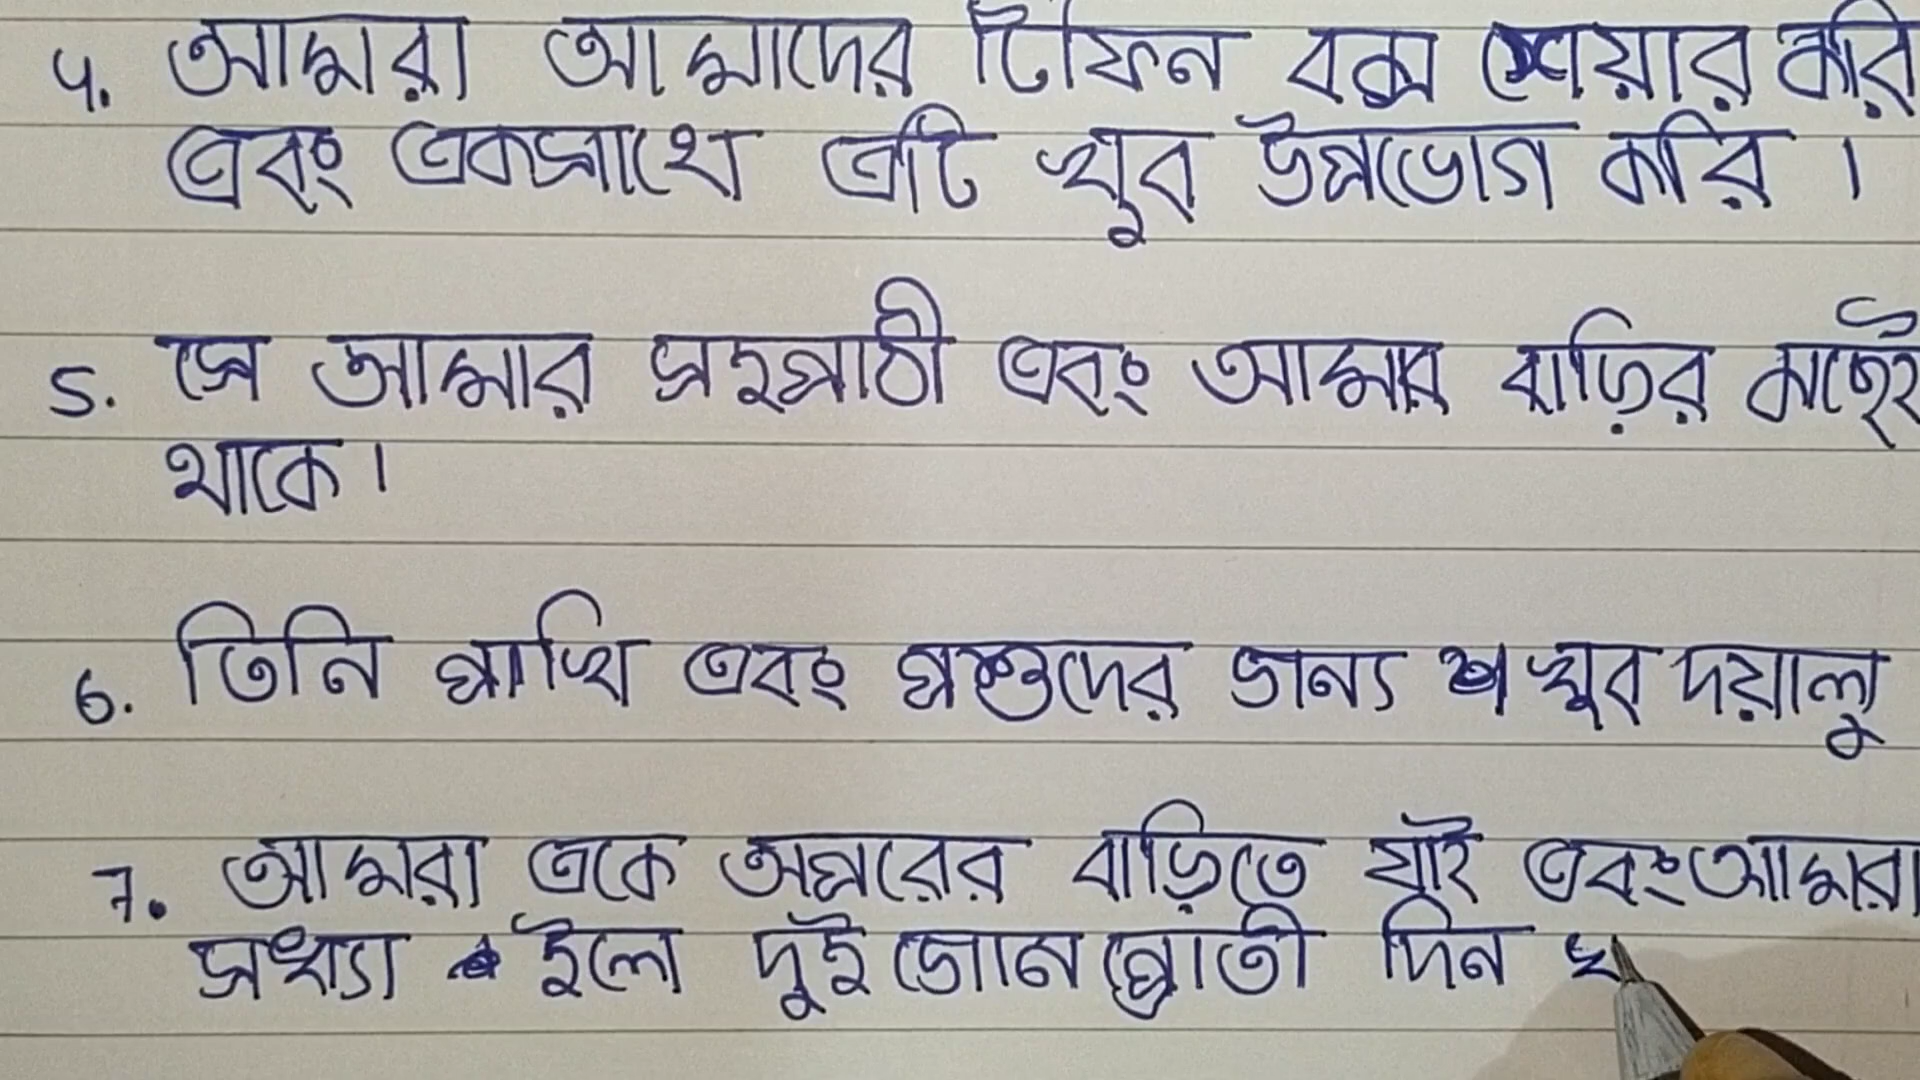 4. আমরা আমাদের টিফিন বক্স শেয়ার করি
এবং একসাথে এটি খুব উপভোগ করি ।
5. সে আমার সহপাঠী এবং আমার বাড়ির কাছেই
থাকে ।
6. তিনি পাখি এবং পশুদের জন্য খুব দয়ালু
7. আমরা একে অপরের বাড়িতে যাই এবং আমরা
সন্ধ্যা হলে দুই জোন প্রোতী দিন